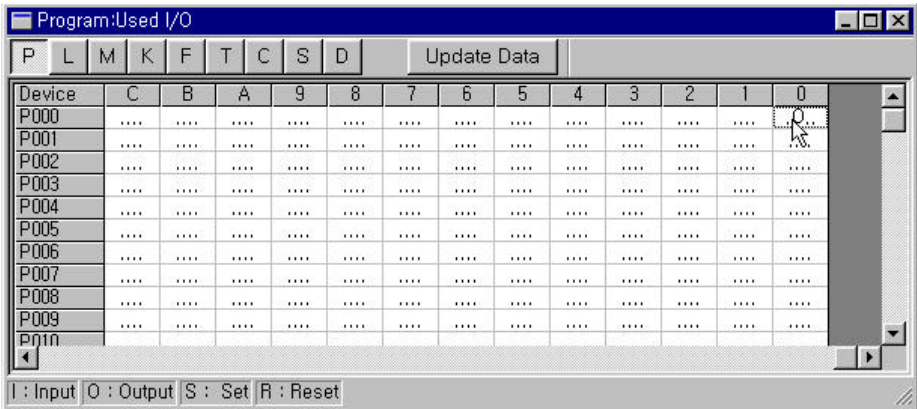 Program:Used I/O
P L M K F T C S D Update Data
Device C B A 9 8 7 6 5 4 3 2 1 0
P000 .... .... .... .... .... .... .... .... .... .... .... .... .O..
P001 .... .... .... .... .... .... .... .... .... .... .... .... ....
P002 .... .... .... .... .... .... .... .... .... .... .... .... ....
P003 .... .... .... .... .... .... .... .... .... .... .... .... ....
P004 .... .... .... .... .... .... .... .... .... .... .... .... ....
P005 .... .... .... .... .... .... .... .... .... .... .... .... ....
P006 .... .... .... .... .... .... .... .... .... .... .... .... ....
P007 .... .... .... .... .... .... .... .... .... .... .... .... ....
P008 .... .... .... .... .... .... .... .... .... .... .... .... ....
P009 .... .... .... .... .... .... .... .... .... .... .... .... ....
P010
I : Input O : Output S : Set R : Reset